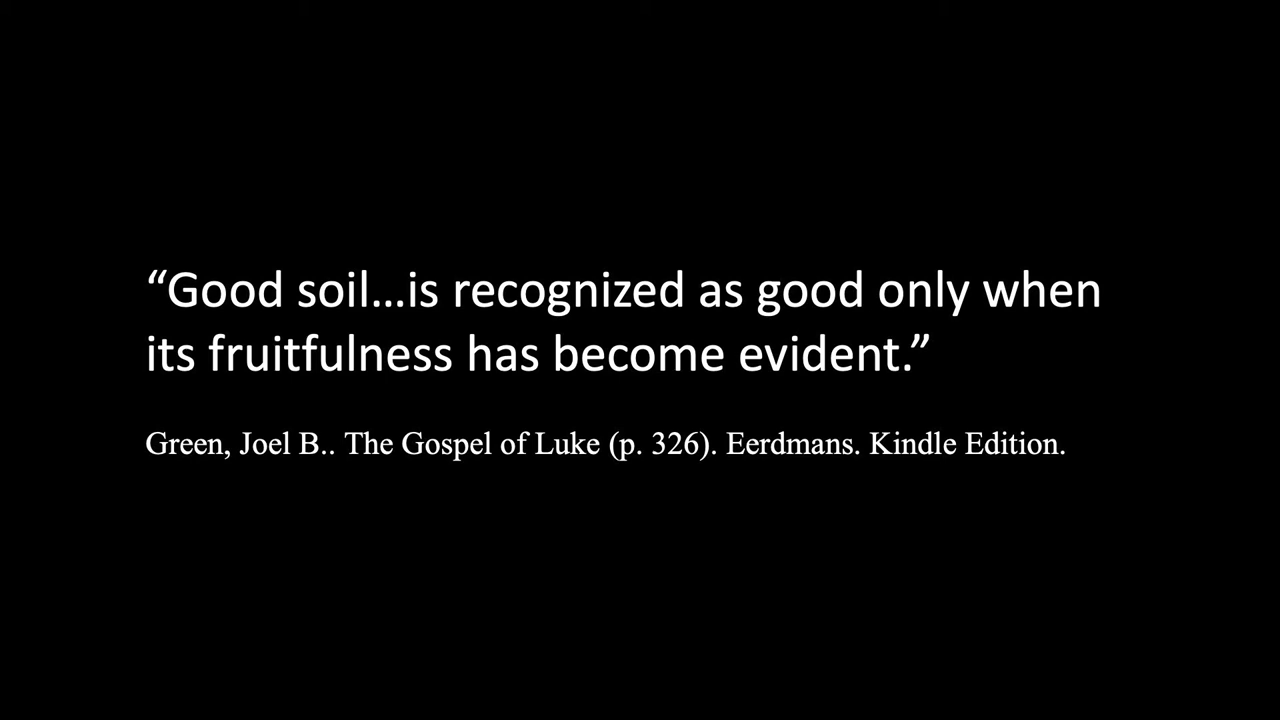 “Good soil…is recognized as good only when
its fruitfulness has become evident.”
Green, Joel B.. The Gospel of Luke (p. 326). Eerdmans. Kindle Edition.